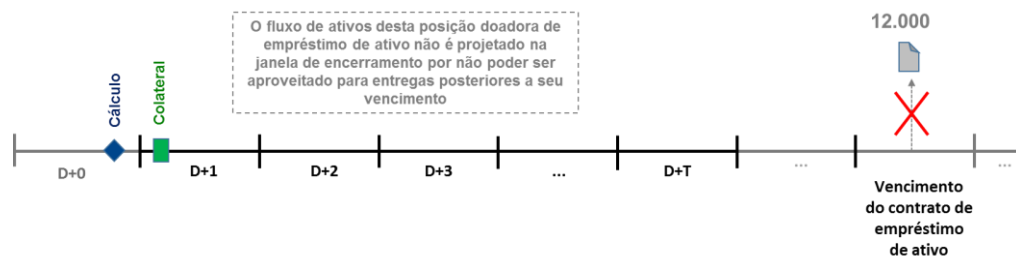 O fluxo de ativos desta posição doadora de
empréstimo de ativo não é projetado na
janela de encerramento por não poder ser
aproveitado para entregas posteriores a seu
vencimento
12.000
Cálculo
Colateral
D+0
D+1
D+2
D+3
...
D+T
...
...
Vencimento
do contrato de
empréstimo
de ativo